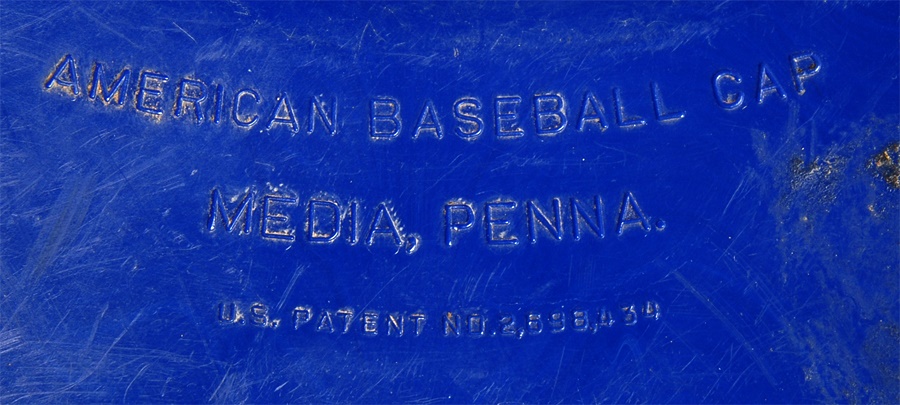 AMERICAN BASEBALL CAP
MEDIA, PENNA.
U.S. PATENT NO. 2,698,434